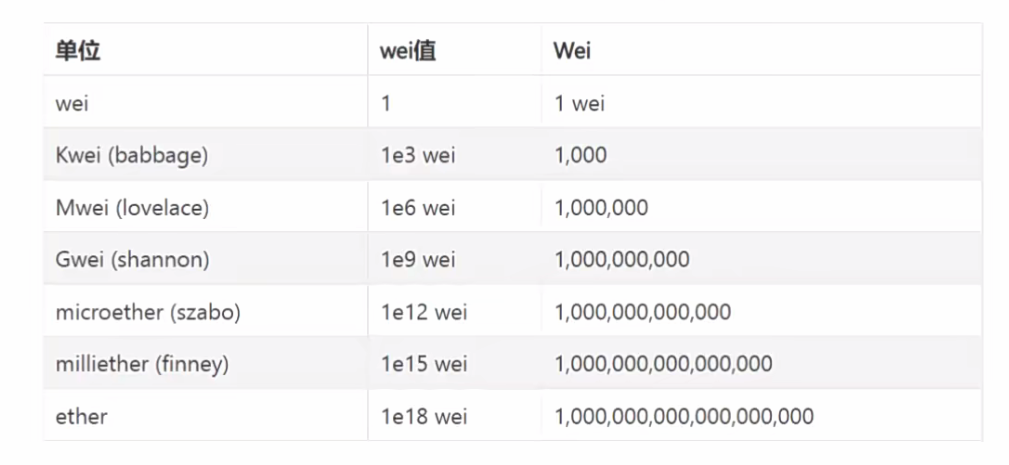 单位 wei值 Wei
wei 1 1 wei
Kwei (babbage) 1e3 wei 1,000
Mwei (lovelace) 1e6 wei 1,000,000
Gwei (shannon) 1e9 wei 1,000,000,000
microether (szabo) 1e12 wei 1,000,000,000,000
milliether (finney) 1e15 wei 1,000,000,000,000,000
ether 1e18 wei 1,000,000,000,000,000,000